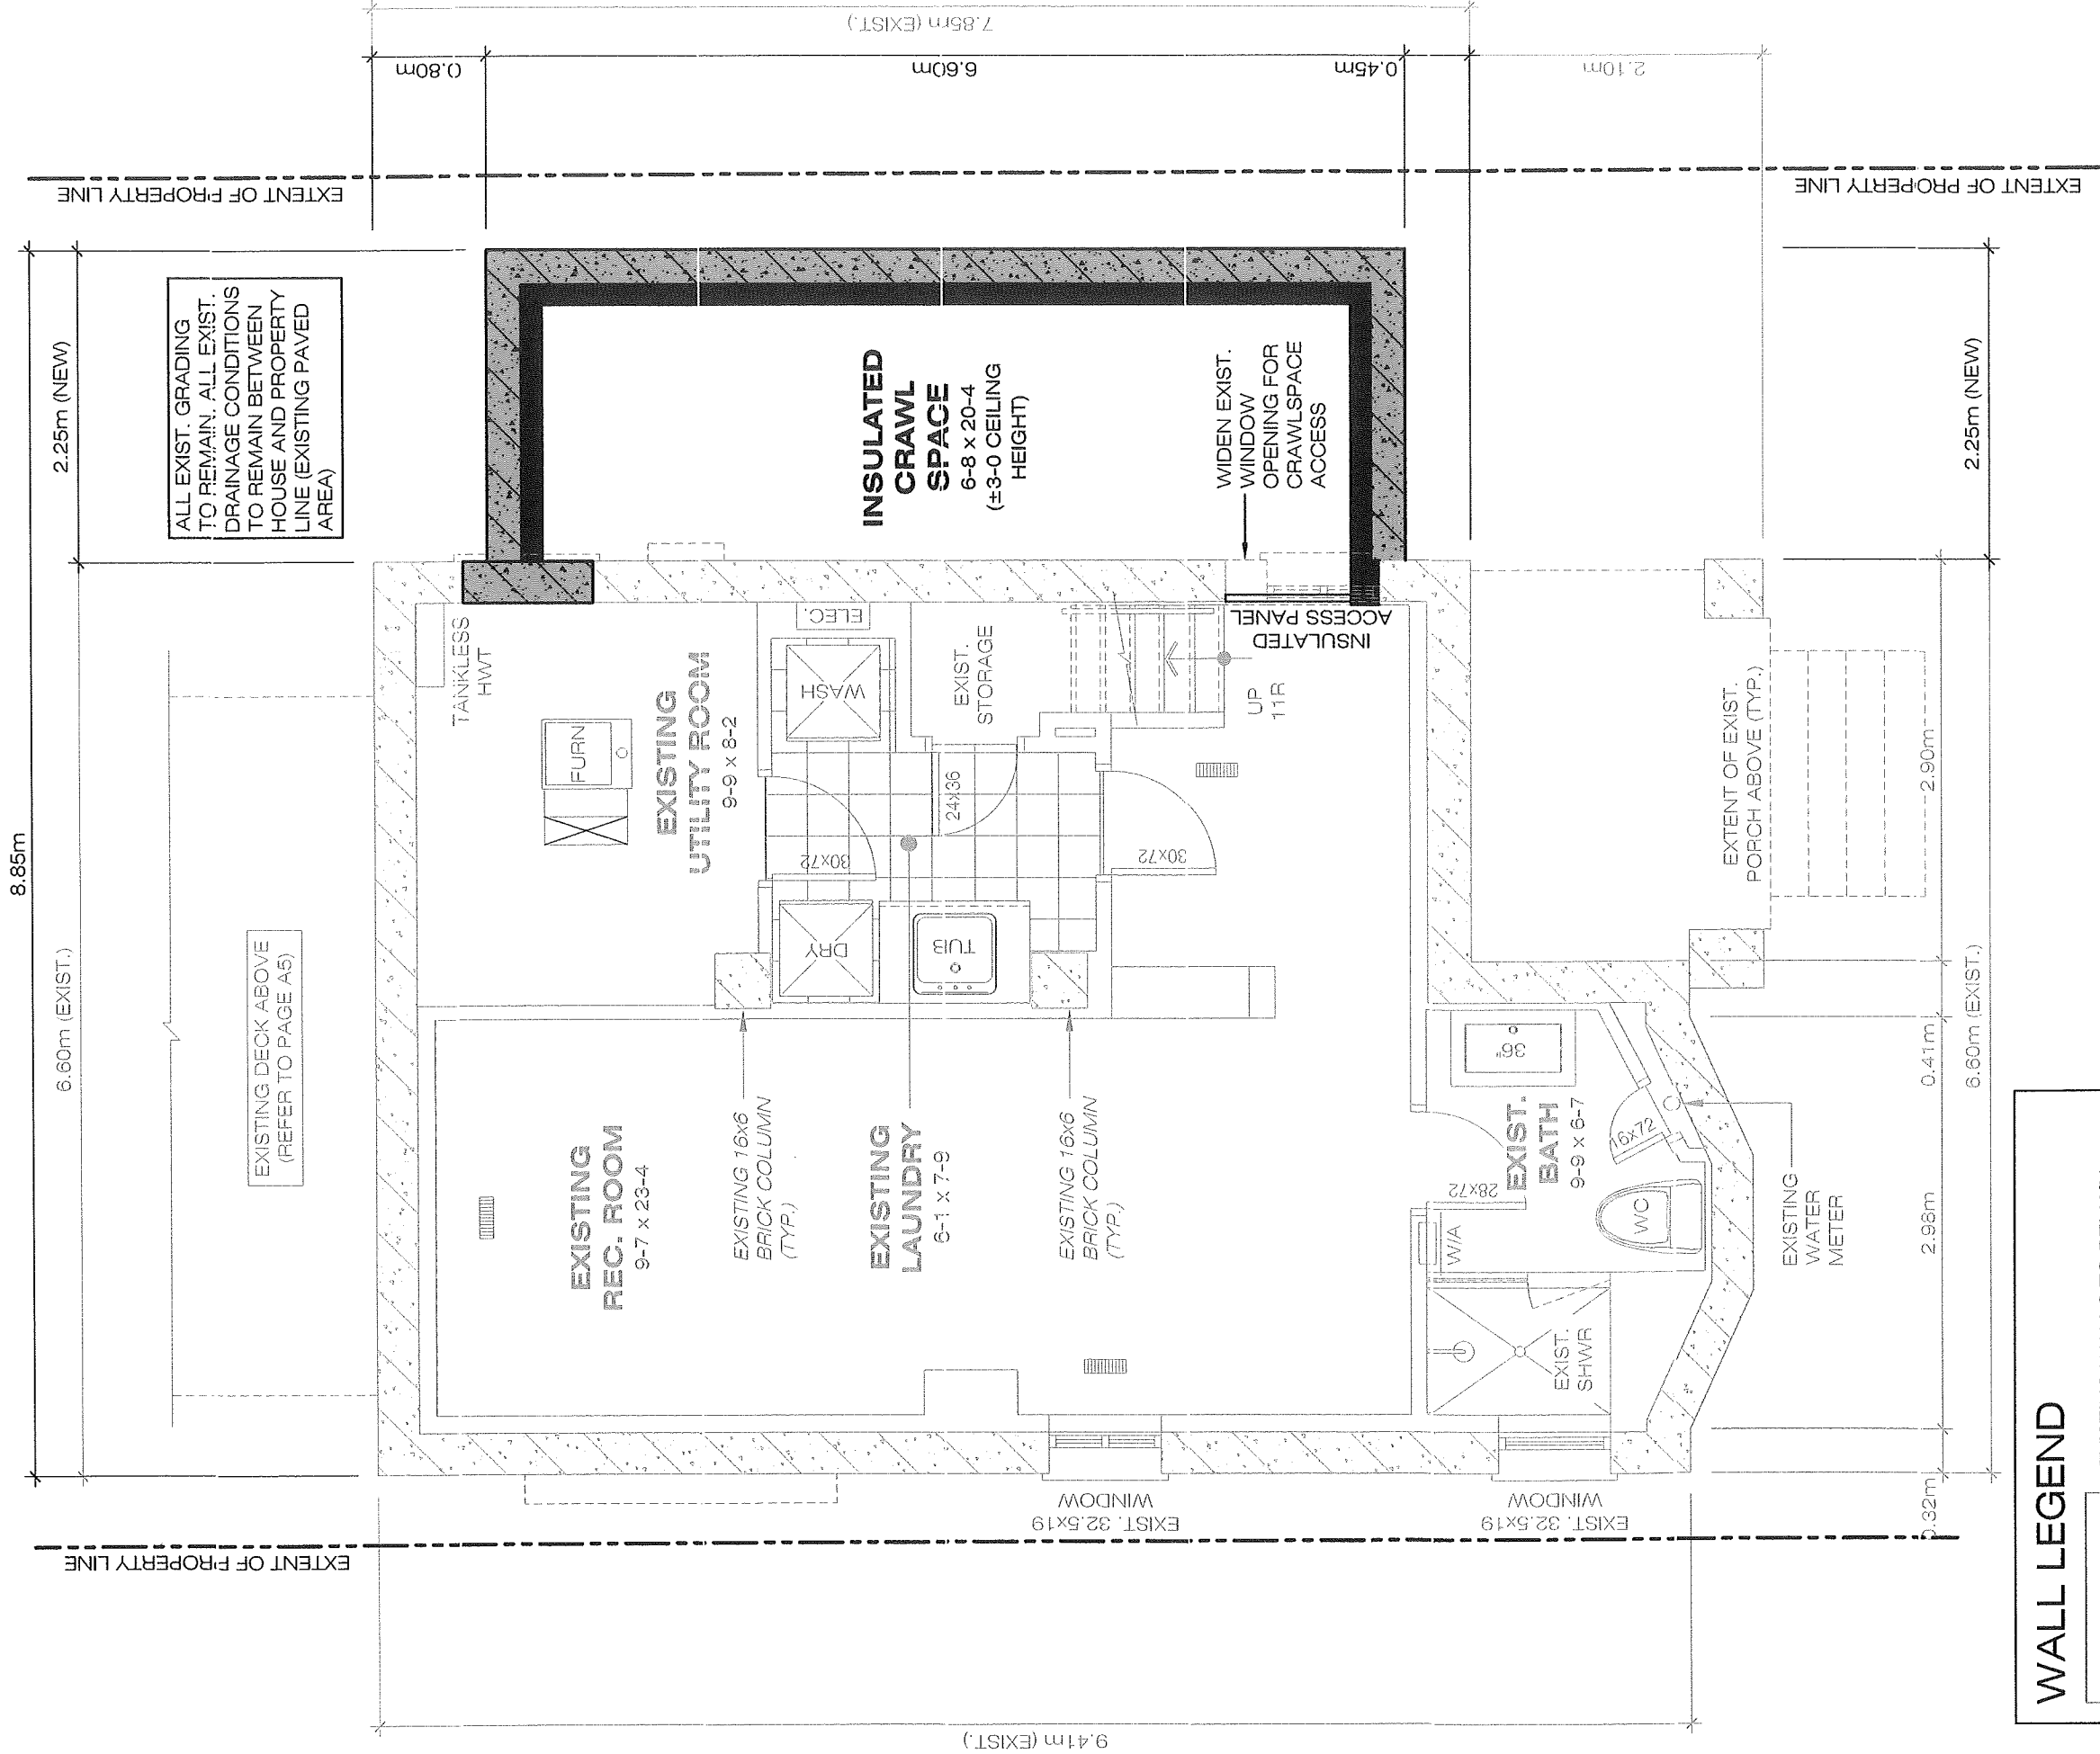 8.85m
6.60m (EXIST.)
2.25m (NEW)
EXTENT OF PROPERTY LINE
EXTENT OF PROPERTY LINE
EXTENT OF PROPERTY LINE
7.85m (EXIST.)
0.80m
6.60m
0.45m
2.10m
ALL EXIST. GRADING
TO REMAIN. ALL EXIST.
DRAINAGE CONDITIONS
TO REMAIN BETWEEN
HOUSE AND PROPERTY
LINE (EXISTING PAVED
AREA)
EXISTING DECK ABOVE
(REFER TO PAGE A5)
INSULATED
CRAWL
SPACE
6-8 x 20-4
(±3-0 CEILING
HEIGHT)
WIDEN EXIST.
WINDOW
OPENING FOR
CRAWLSPACE
ACCESS
INSULATED
ACCESS PANEL
TANKLESS
HWT
FURN
EXISTING
UTILITY ROOM
9-9 x 8-2
ELEC.
WASH
EXIST.
STORAGE
24x36
30x72
30x72
UP
11R
DRY
TUB
EXISTING
REC. ROOM
9-7 x 23-4
EXISTING 16x6
BRICK COLUMN
(TYP.)
EXISTING
LAUNDRY
6-1 x 7-9
EXISTING 16x6
BRICK COLUMN
(TYP.)
36"
EXIST.
BATH
9-9 x 6-7
16x72
28x72
W/A
WC
EXIST.
SHWR
EXISTING
WATER
METER
EXTENT OF EXIST.
PORCH ABOVE (TYP.)
EXIST. 32.5x19
WINDOW
EXIST. 32.5x19
WINDOW
0.32m
2.98m
0.41m
2.90m
6.60m (EXIST.)
2.25m (NEW)
9.41m (EXIST.)
WALL LEGEND